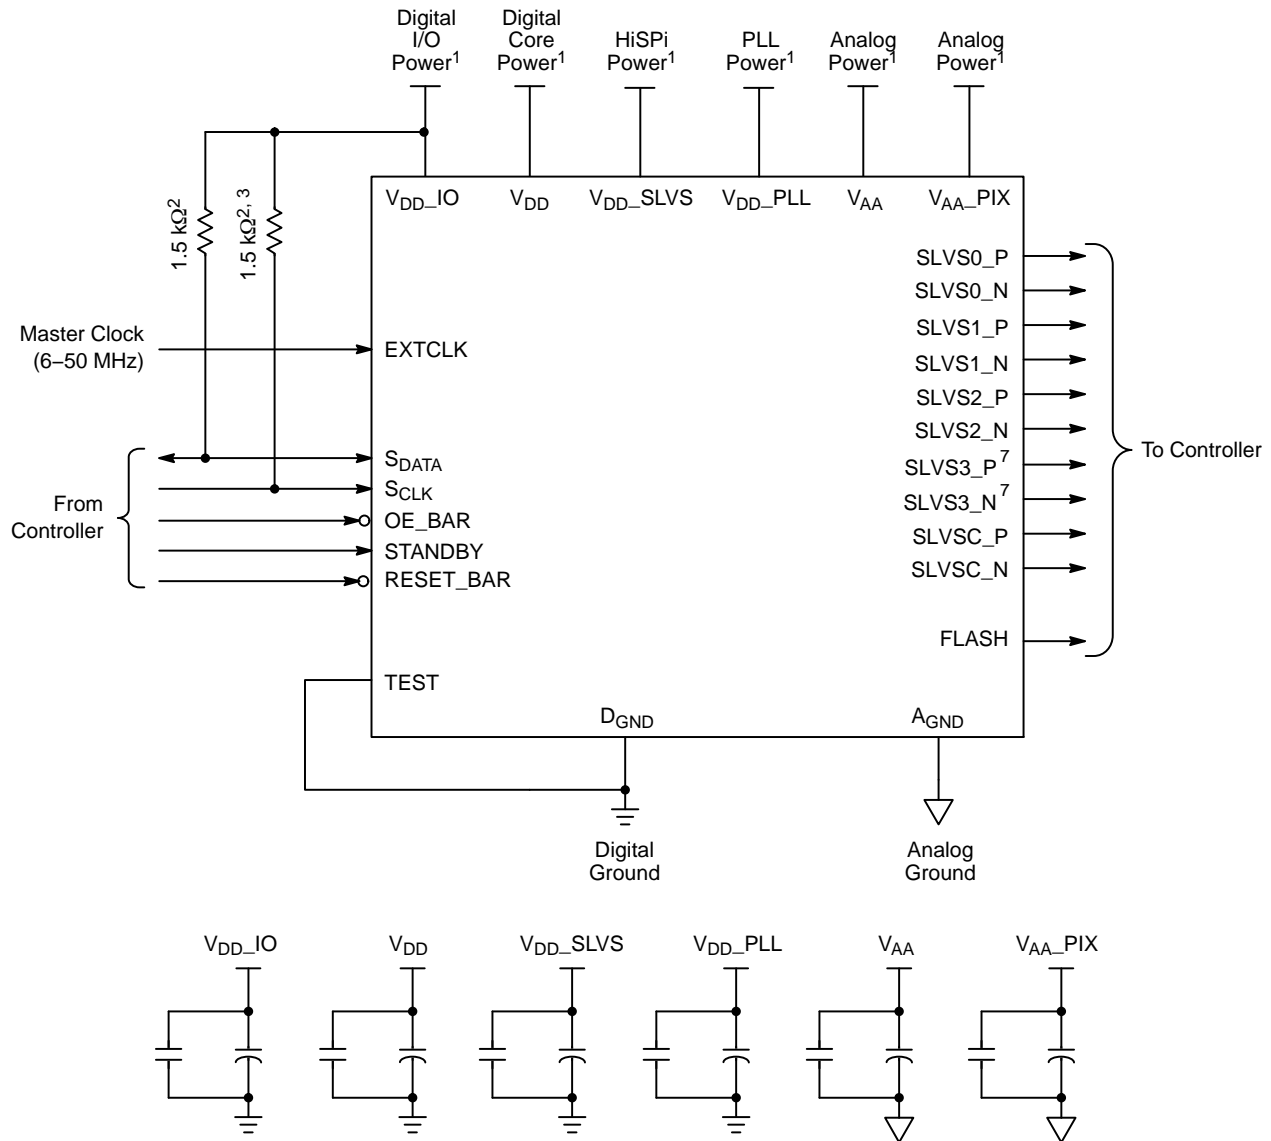 Digital
I/O
Power1
Digital
Core
Power1
HiSPi
Power1
PLL
Power1
Analog
Power1
Analog
Power1
VDD_IO
VDD
VDD_SLVS
VDD_PLL
VAA
VAA_PIX
1.5 kΩ2
1.5 kΩ2, 3
Master Clock
(6–50 MHz)
EXTCLK
From
Controller
SDATA
SCLK
OE_BAR
STANDBY
RESET_BAR
TEST
SLVS0_P
SLVS0_N
SLVS1_P
SLVS1_N
SLVS2_P
SLVS2_N
SLVS3_P7
SLVS3_N7
SLVSC_P
SLVSC_N
FLASH
To Controller
DGND
AGND
Digital
Ground
Analog
Ground
VDD_IO
VDD
VDD_SLVS
VDD_PLL
VAA
VAA_PIX